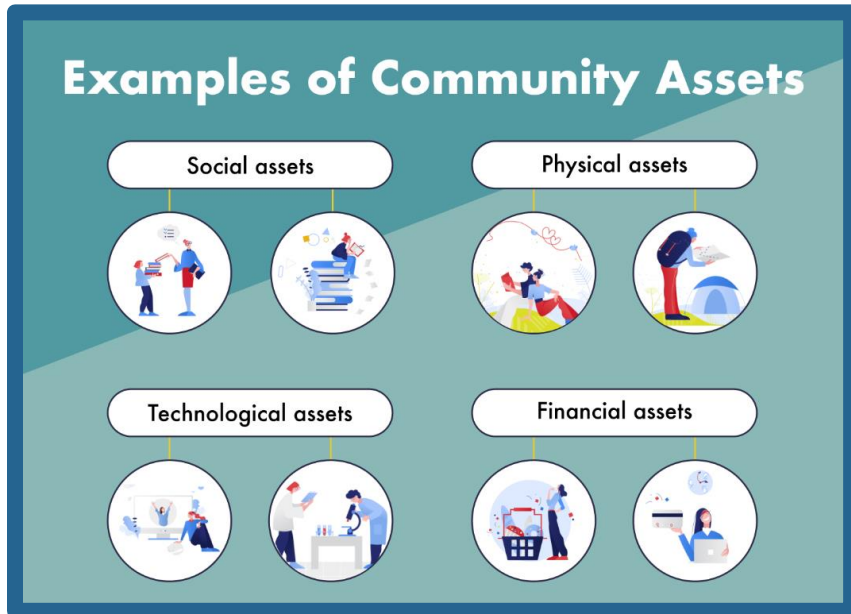 Examples of Community Assets
Social assets
Physical assets
Technological assets
Financial assets